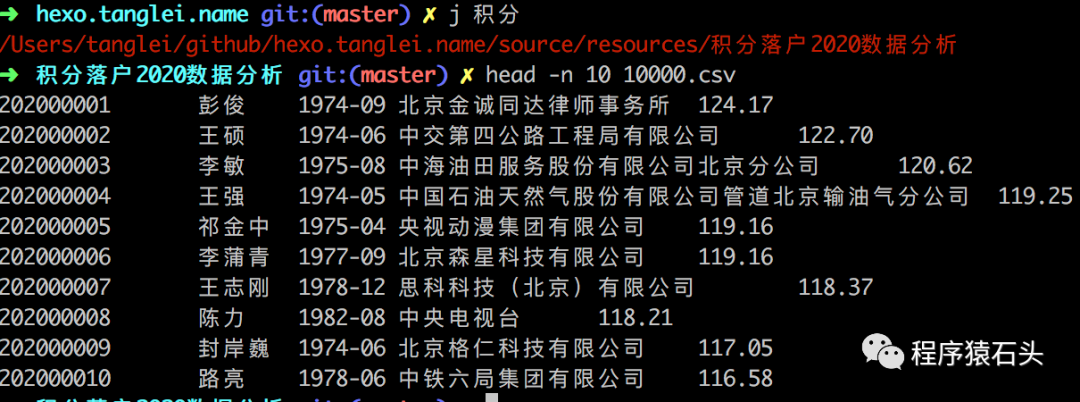 ➜ hexo.tanglei.name git:(master) ✗ j 积分
/Users/tanglei/github/hexo.tanglei.name/source/resources/积分落户2020数据分析
➜ 积分落户2020数据分析 git:(master) ✗ head -n 10 10000.csv
202000001 彭俊 1974-09 北京金诚同达律师事务所 124.17
202000002 王硕 1974-06 中交第四公路工程局有限公司 122.70
202000003 李敏 1975-08 中海油田服务股份有限公司北京分公司 120.62
202000004 王强 1974-05 中国石油天然气股份有限公司管道北京输油气分公司 119.25
202000005 祁金中 1975-04 央视动漫集团有限公司 119.16
202000006 李蒲青 1977-09 北京森星科技有限公司 119.16
202000007 王志刚 1978-12 思科科技（北京）有限公司 118.37
202000008 陈力 1982-08 中央电视台 118.21
202000009 封岸巍 1974-06 北京格仁科技有限公司 117.05
202000010 路亮 1978-06 中铁六局集团有限公司 116.58
程序猿石头